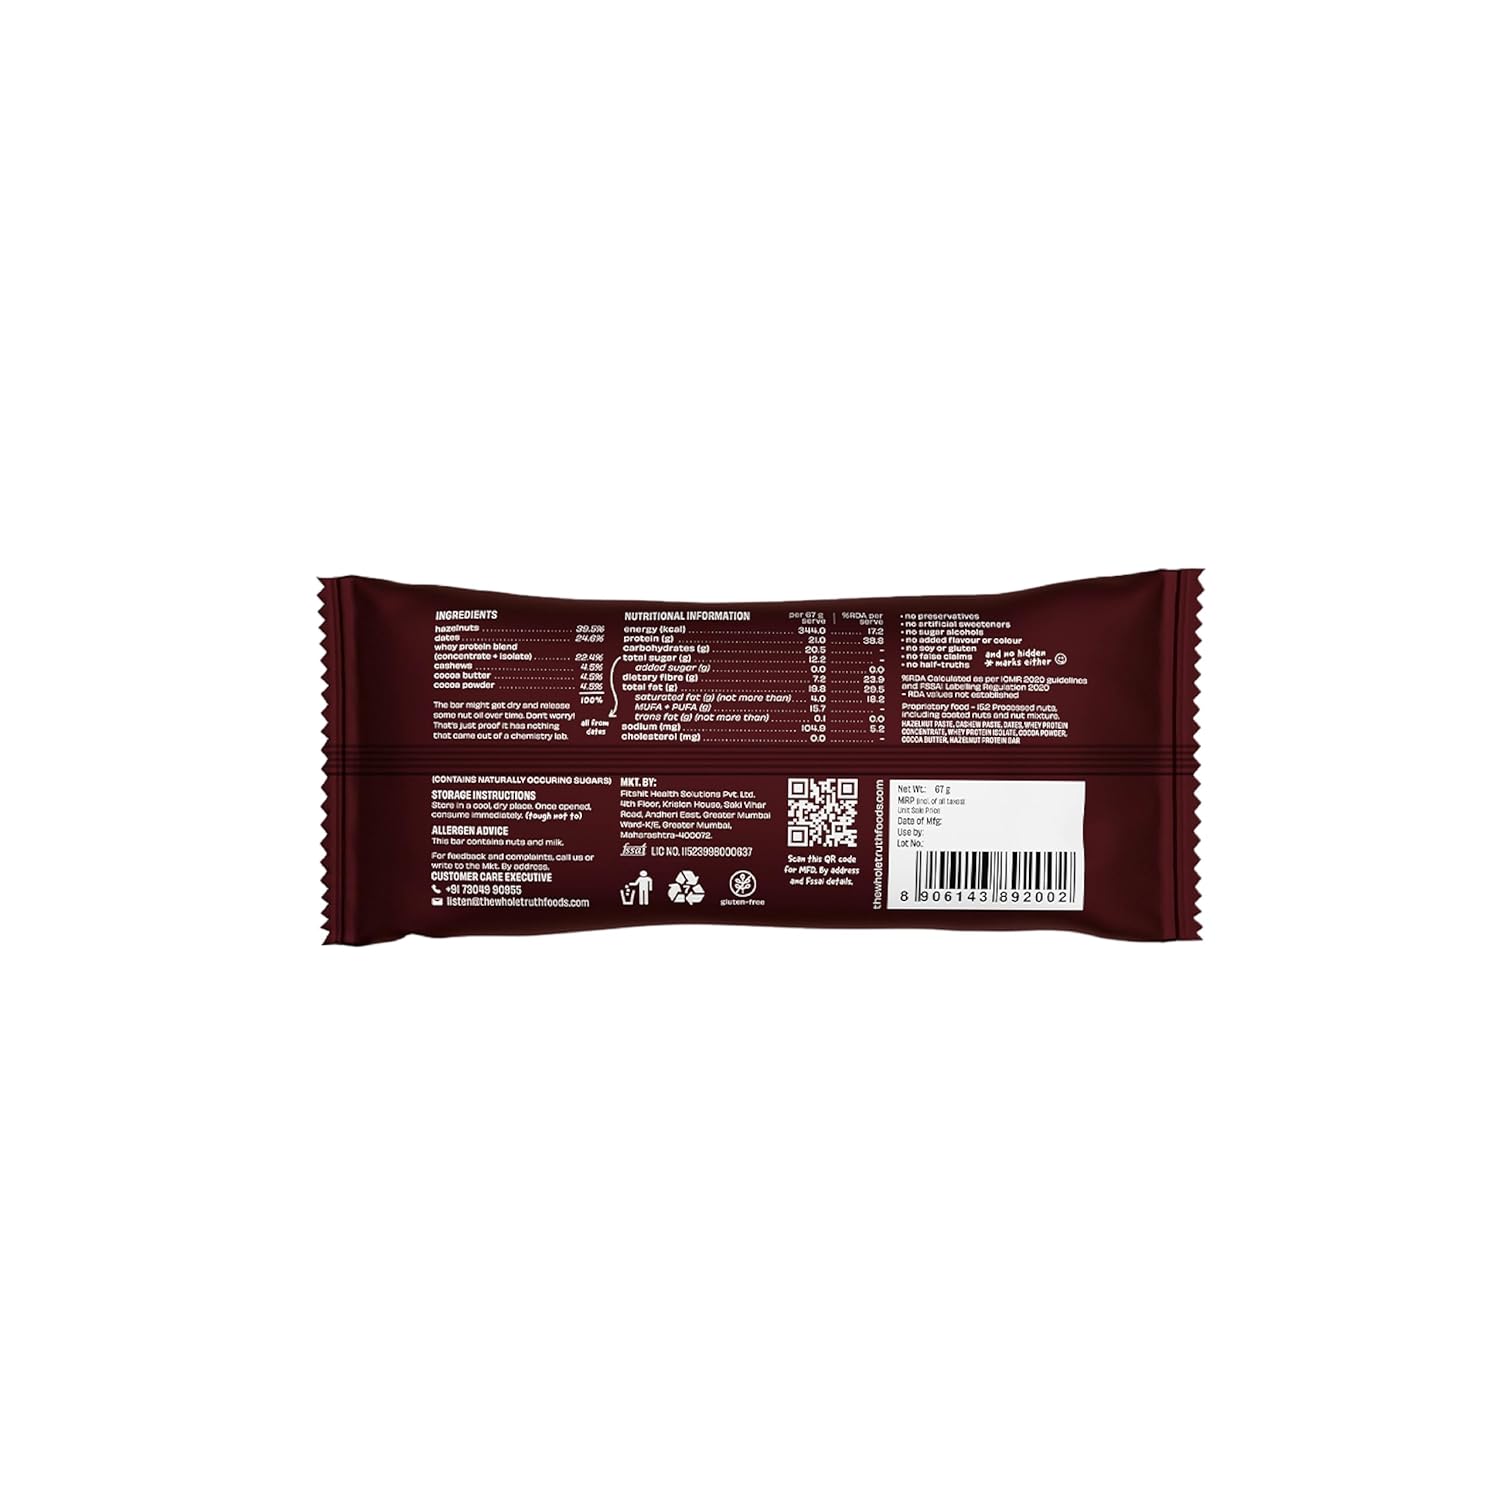 INGREDIENTS
hazelnuts 39.5%
dates 24.6%
whey protein blend
(concentrate + isolate) 22.4%
cashews 4.5%
cocoa butter 4.5%
cocoa powder 4.5%
100%
The bar might get dry and release
some nut oil over time. Don't worry!
That's just proof it has nothing
that came out of a chemistry lab.
all from
dates
NUTRITIONAL INFORMATION per 67 g serve | %RDA per serve
energy (kcal) 344.0 17.2
protein (g) 21.0 38.8
carbohydrates (g) 20.5 -
total sugar (g) 12.2 -
added sugar (g) 0.0 0.0
dietary fibre (g) 7.2 23.9
total fat (g) 19.8 29.5
saturated fat (g) (not more than) 4.0 18.2
MUFA + PUFA (g) 15.7 -
trans fat (g) (not more than) 0.1 0.0
sodium (mg) 104.9 5.2
cholesterol (mg) 0.0 -
• no preservatives
• no artificial sweeteners
• no sugar alcohols
• no added flavour or colour
• no soy or gluten
• no false claims
• no half-truths
and no hidden
* marks either
%RDA Calculated as per ICMR 2020 guidelines
and FSSAI Labelling Regulation 2020
- RDA values not established
Proprietary food - 15.2 Processed nuts,
including coated nuts and nut mixture.
HAZELNUT PASTE, CASHEW PASTE, DATES, WHEY PROTEIN
CONCENTRATE, WHEY PROTEIN ISOLATE, COCOA POWDER,
COCOA BUTTER, HAZELNUT PROTEIN BAR
(CONTAINS NATURALLY OCCURING SUGARS)
STORAGE INSTRUCTIONS
Store in a cool, dry place. Once opened,
consume immediately. (tough not to)
ALLERGEN ADVICE
This bar contains nuts and milk.
For feedback and complaints, call us or
write to the Mkt. By address.
CUSTOMER CARE EXECUTIVE
+91 73049 90955
listen@thewholetruthfoods.com
MKT. BY:
Fitshit Health Solutions Pvt. Ltd.
4th Floor, Krislon House, Saki Vihar
Road, Andheri East, Greater Mumbai
Ward-K/E, Greater Mumbai,
Maharashtra-400072.
fssai LIC NO. 11523998000637
7
gluten-free
Scan this QR code
for MFD. By address
and Fssai details.
thewholetruthfoods.com
Net Wt.: 67 g
MRP (incl. of all taxes)
Unit Sale Price
Date of Mfg:
Use by:
Lot No.:
8 906143 892002